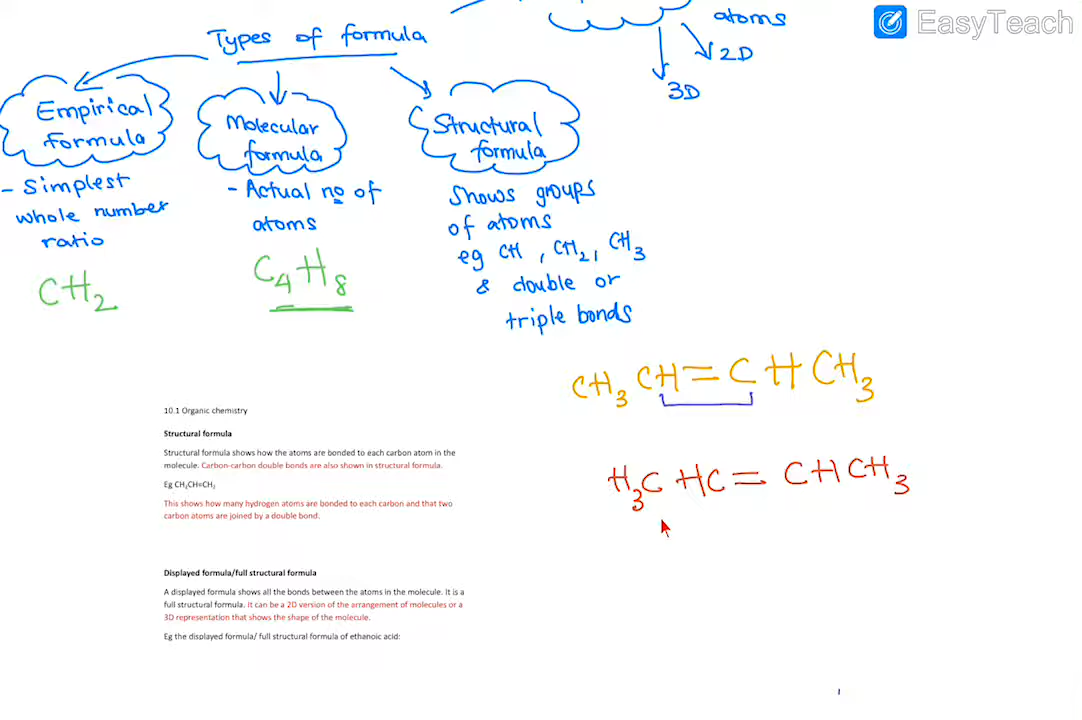 EasyTeach
atoms
2D
3D
Types of formula
Empirical
formula
- Simplest
whole number
ratio
CH2
Molecular
formula
- Actual no of
atoms
C4H8
Structural
formula
Shows groups
of atoms
eg CH, CH2, CH3
& double or
triple bonds
CH3CH=CHCH3
H3CHC=CHCH3
10.1 Organic chemistry
Structural formula
Structural formula shows how the atoms are bonded to each carbon atom in the
molecule. Carbon-carbon double bonds are also shown in structural formula.
Eg CH3CH=CH2
This shows how many hydrogen atoms are bonded to each carbon and that two
carbon atoms are joined by a double bond.
Displayed formula/full structural formula
A displayed formula shows all the bonds between the atoms in the molecule. It is a
full structural formula. It can be a 2D version of the arrangement of molecules or a
3D representation that shows the shape of the molecule.
Eg the displayed formula/ full structural formula of ethanoic acid: